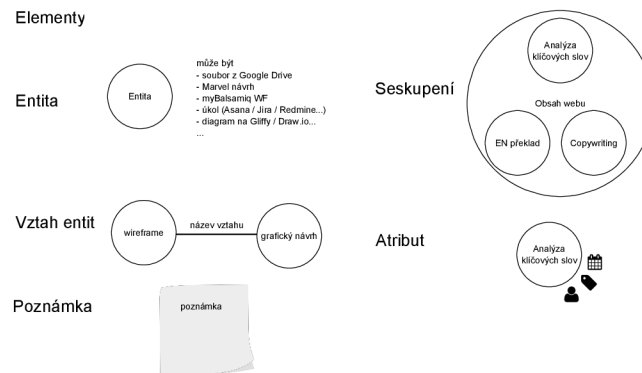 Elementy
Entita
Entita
může být
- soubor z Google Drive
- Marvel návrh
- myBalsamiq WF
- úkol (Asana / Jira / Redmine...)
- diagram na Gliffy / Draw.io...
...
Vztah entit
wireframe
název vztahu
grafický návrh
Poznámka
poznámka
Seskupení
Analýza
klíčových slov
Obsah webu
EN překlad
Copywriting
Atribut
Analýza
klíčových slov